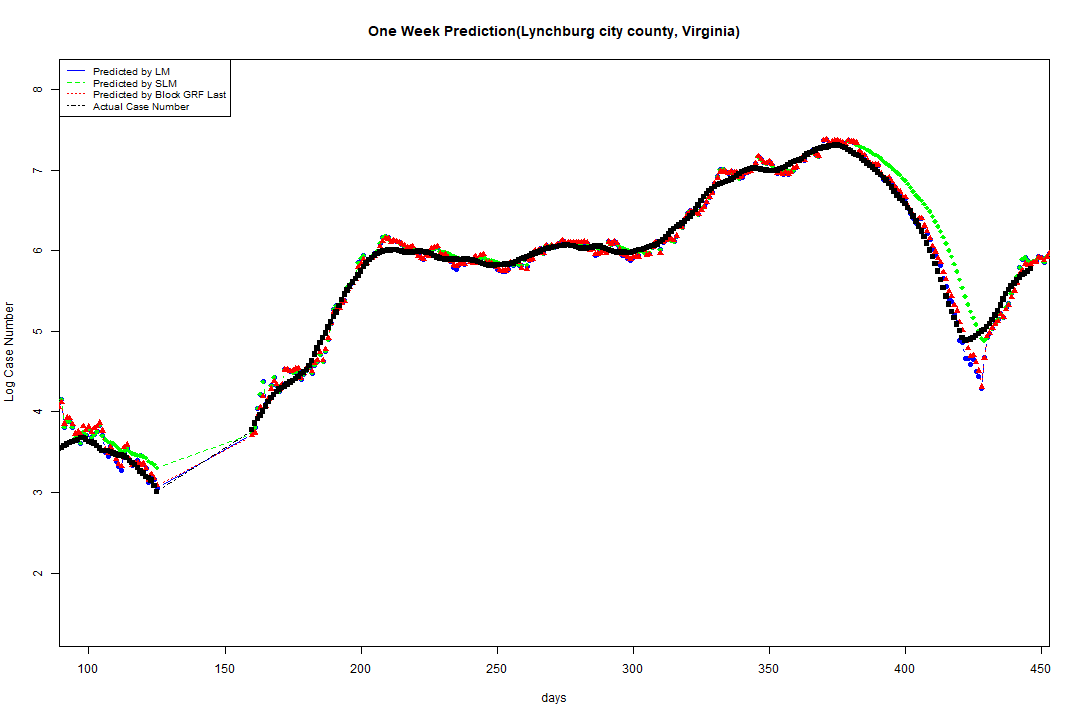 One Week Prediction(Lynchburg city county, Virginia)
Predicted by LM
Predicted by SLM
Predicted by Block GRF Last
Actual Case Number
8
7
6
5
4
3
2
Log Case Number
100 150 200 250 300 350 400 450
days